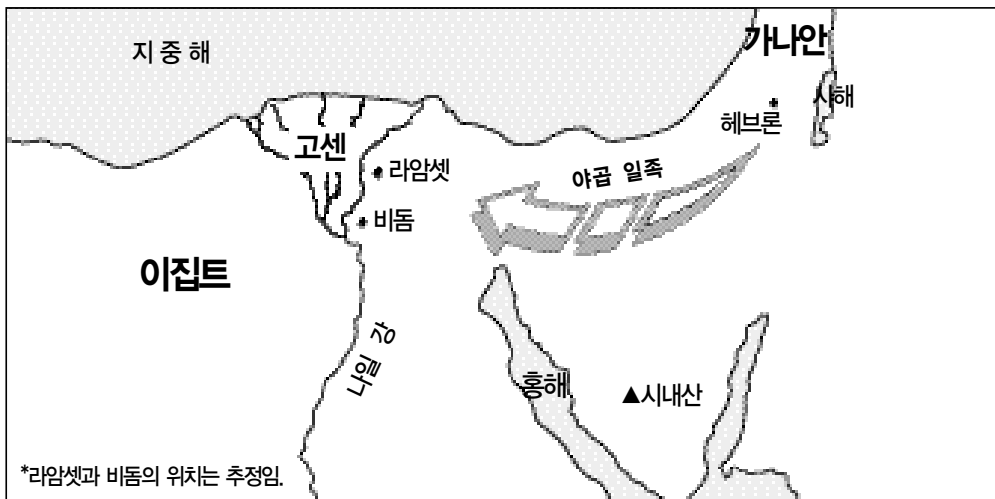 가나안
지 중 해
사해
헤브론
고센
라암셋
야곱 일족
비돔
이집트
나일 강
홍해
▲시내산
*라암셋과 비돔의 위치는 추정임.